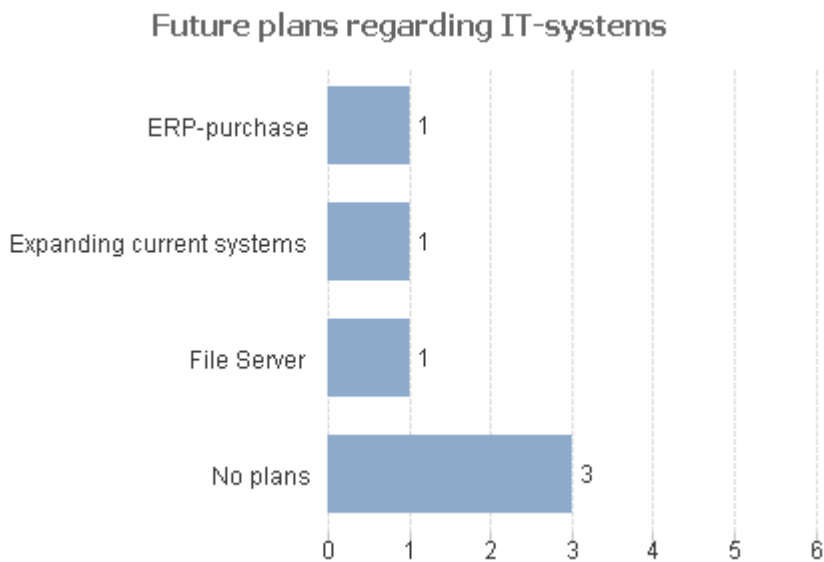 Future plans regarding IT-systems
ERP-purchase 1
Expanding current systems 1
File Server 1
No plans 3
0 1 2 3 4 5 6